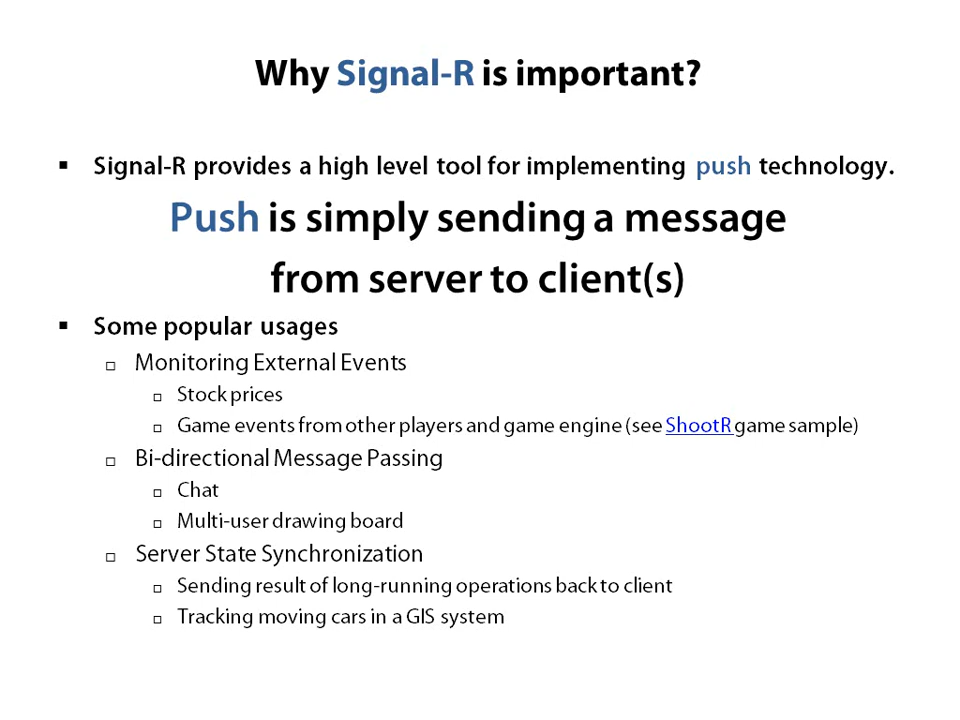 Why Signal-R is important?
Signal-R provides a high level tool for implementing push technology.
Push is simply sending a message
from server to client(s)
Some popular usages
Monitoring External Events
Stock prices
Game events from other players and game engine (see ShootR game sample)
Bi-directional Message Passing
Chat
Multi-user drawing board
Server State Synchronization
Sending result of long-running operations back to client
Tracking moving cars in a GIS system